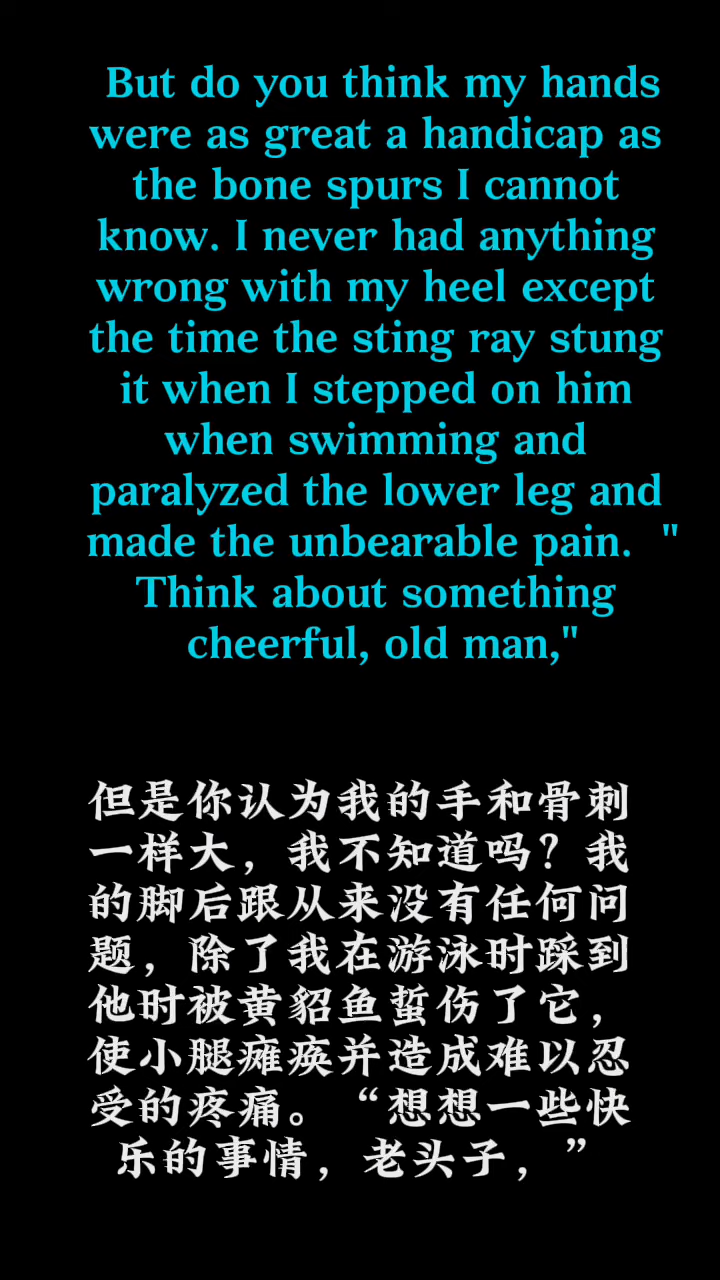 But do you think my hands
were as great a handicap as
the bone spurs I cannot
know. I never had anything
wrong with my heel except
the time the sting ray stung
it when I stepped on him
when swimming and
paralyzed the lower leg and
made the unbearable pain.  "
Think about something
cheerful, old man,"
但是你认为我的手和骨刺
一样大，我不知道吗？我
的脚后跟从来没有任何问
题，除了我在游泳时踩到
他时被黄貂鱼蜇伤了它，
使小腿瘫痪并造成难以忍
受的疼痛。“想想一些快
乐的事情，老头子，”